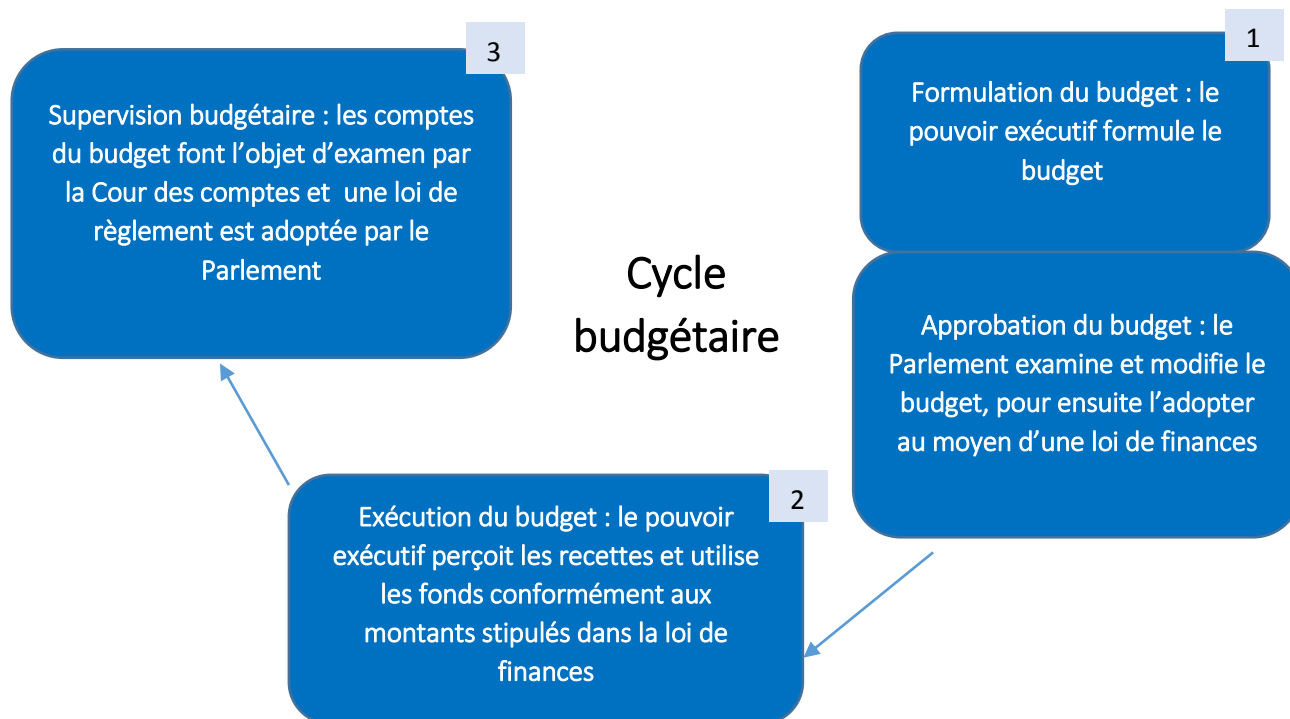 1
Formulation du budget : le
pouvoir exécutif formule le
budget
Approbation du budget : le
Parlement examine et modifie le
budget, pour ensuite l’adopter
au moyen d’une loi de finances
2
Exécution du budget : le pouvoir
exécutif perçoit les recettes et utilise
les fonds conformément aux
montants stipulés dans la loi de
finances
3
Supervision budgétaire : les comptes
du budget font l’objet d’examen par
la Cour des comptes et  une loi de
règlement est adoptée par le
Parlement
Cycle
budgétaire